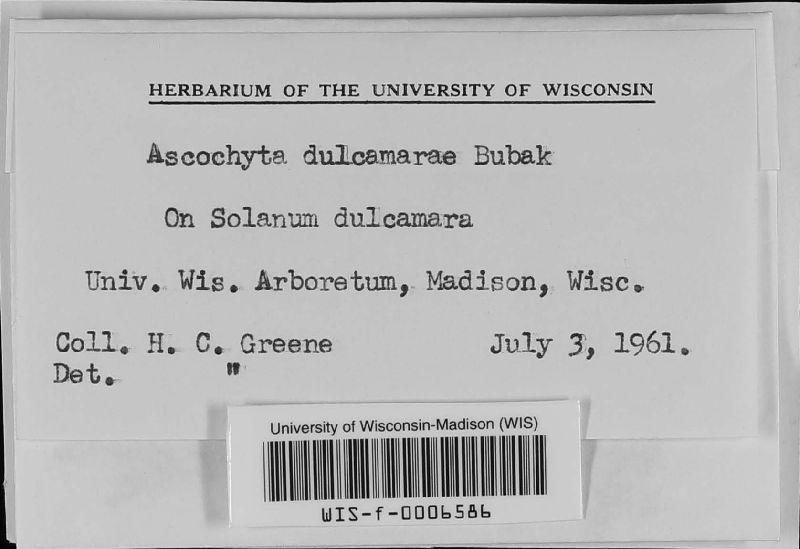 HERBARIUM OF THE UNIVERSITY OF WISCONSIN
Ascochyta dulcamarae Bubak
On Solanum dulcamara
Univ. Wis. Arboretum, Madison, Wisc.
Coll. H. C. Greene July 3, 1961.
Det. "
University of Wisconsin-Madison (WIS)
WIS-f-0006586